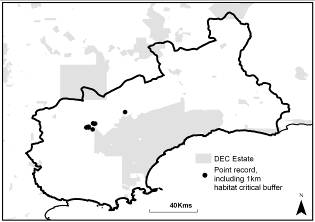 DEC Estate
Point record,
including 1km
habitat critical buffer
40Kms
N